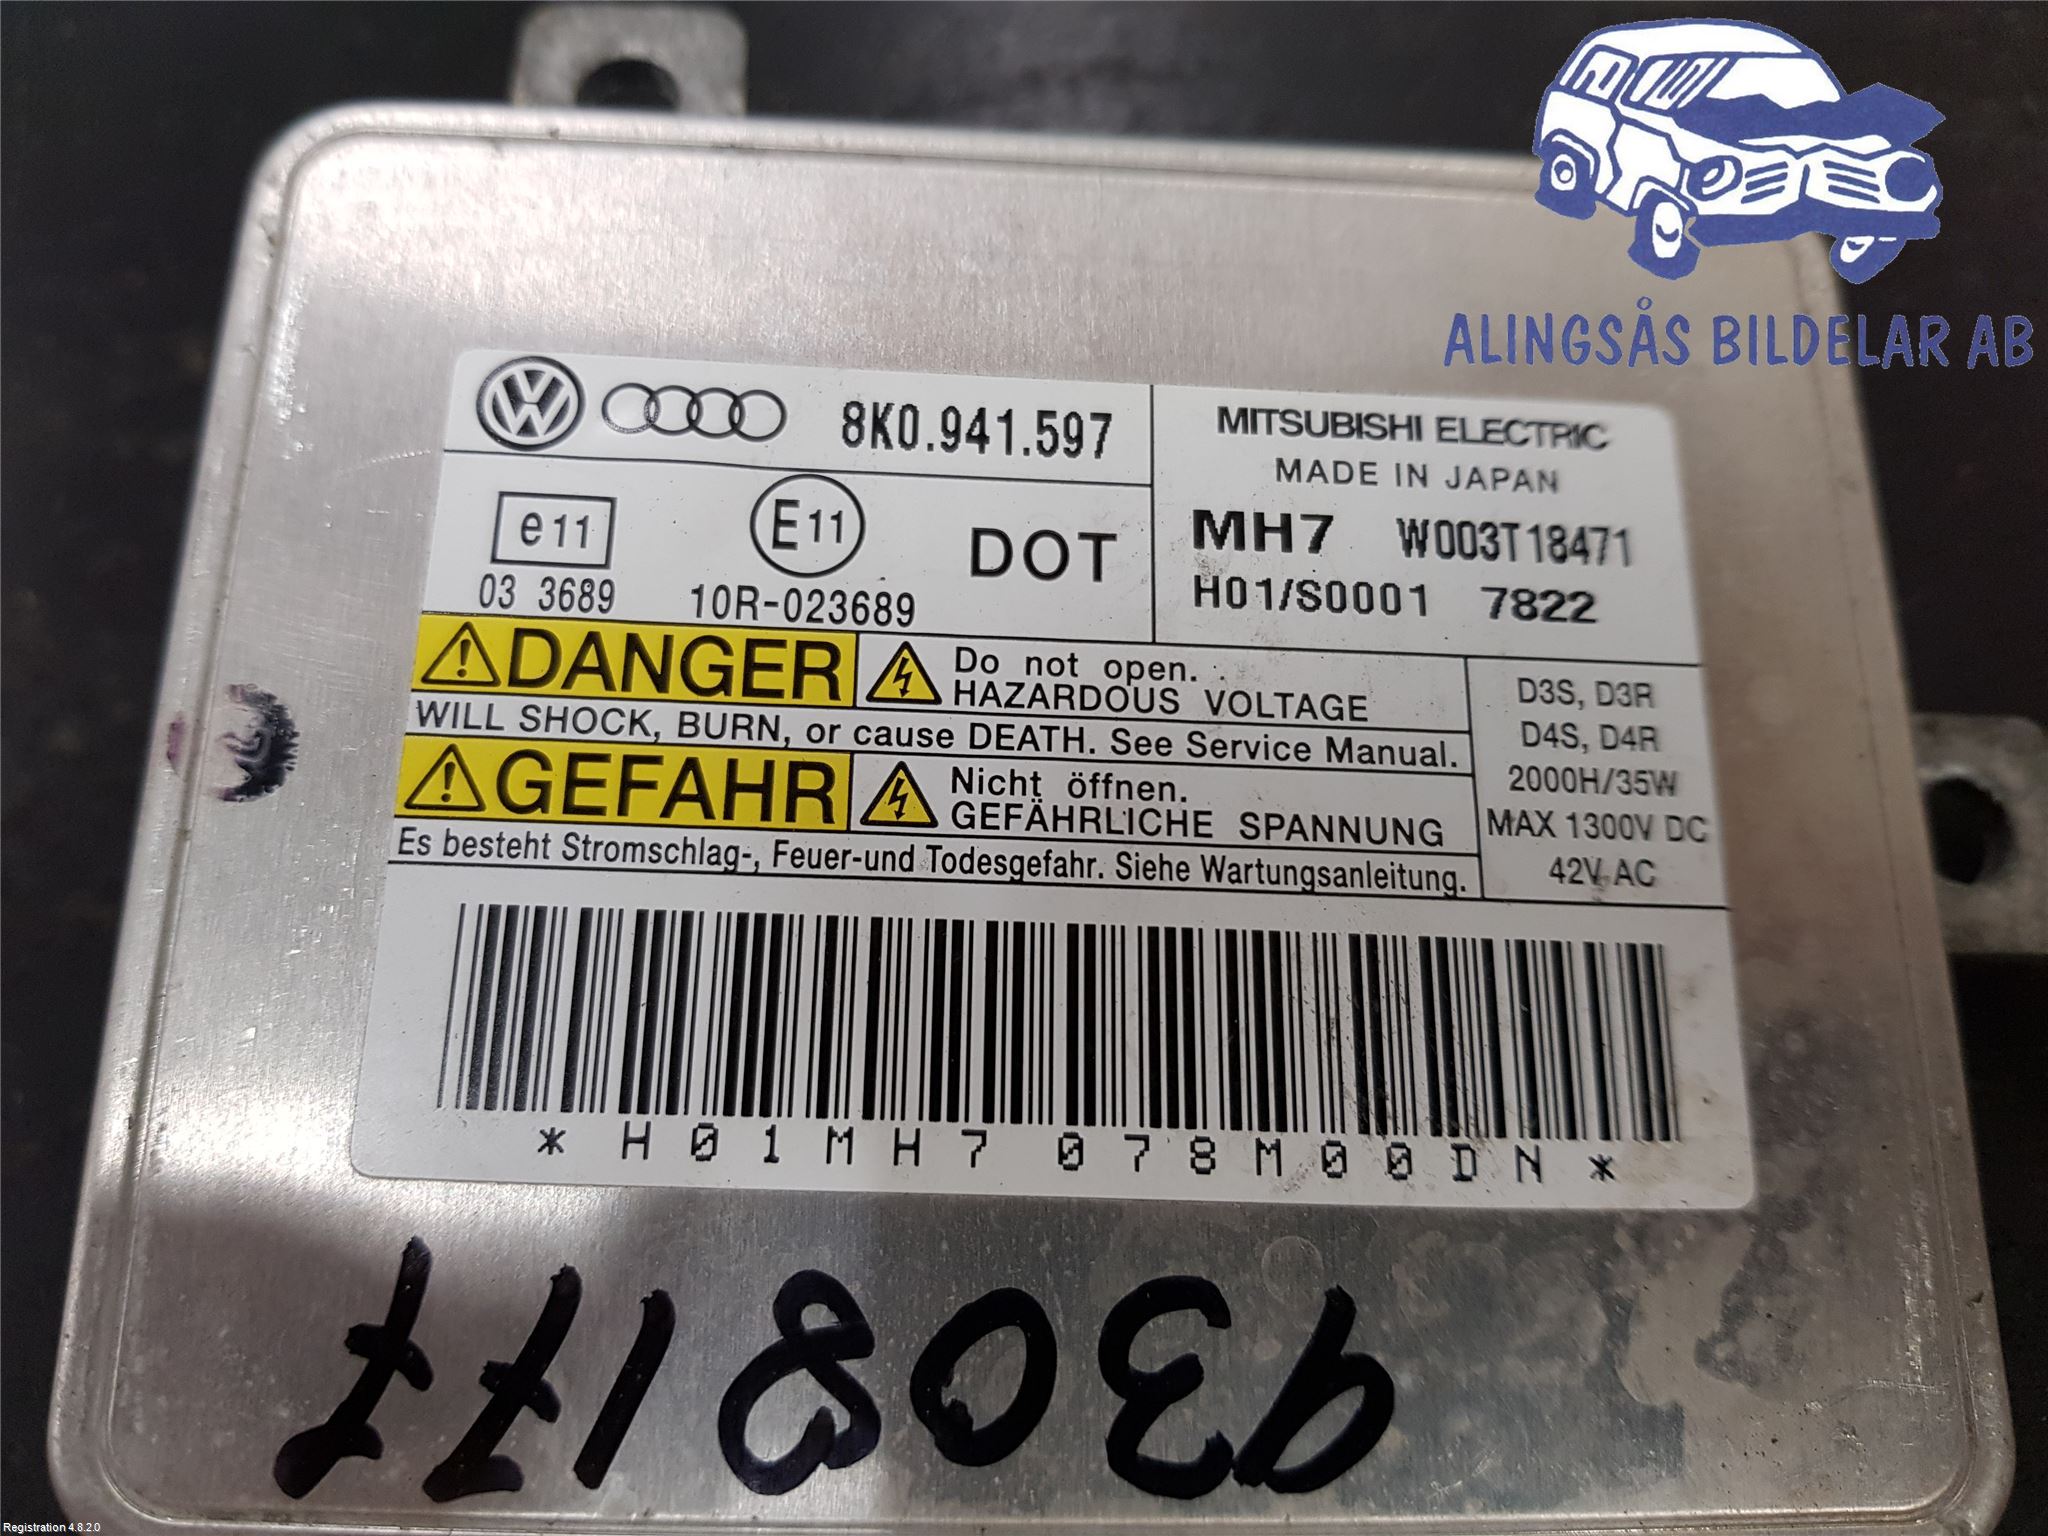 ALINGSÅS BILDELAR AB
8K0.941.597
MITSUBISHI ELECTRIC
MADE IN JAPAN
e11
E11
DOT
MH7 W003T18471
03 3689
10R-023689
H01/S0001 7822
DANGER
Do not open.
HAZARDOUS VOLTAGE
WILL SHOCK, BURN, or cause DEATH. See Service Manual.
GEFAHR
Nicht öffnen.
GEFÄHRLICHE SPANNUNG
Es besteht Stromschlag-, Feuer-und Todesgefahr. Siehe Wartungsanleitung.
D3S, D3R
D4S, D4R
2000H/35W
MAX 1300V DC
42V AC
*H01MH7078M00DN*
Registration 4.8.2.0